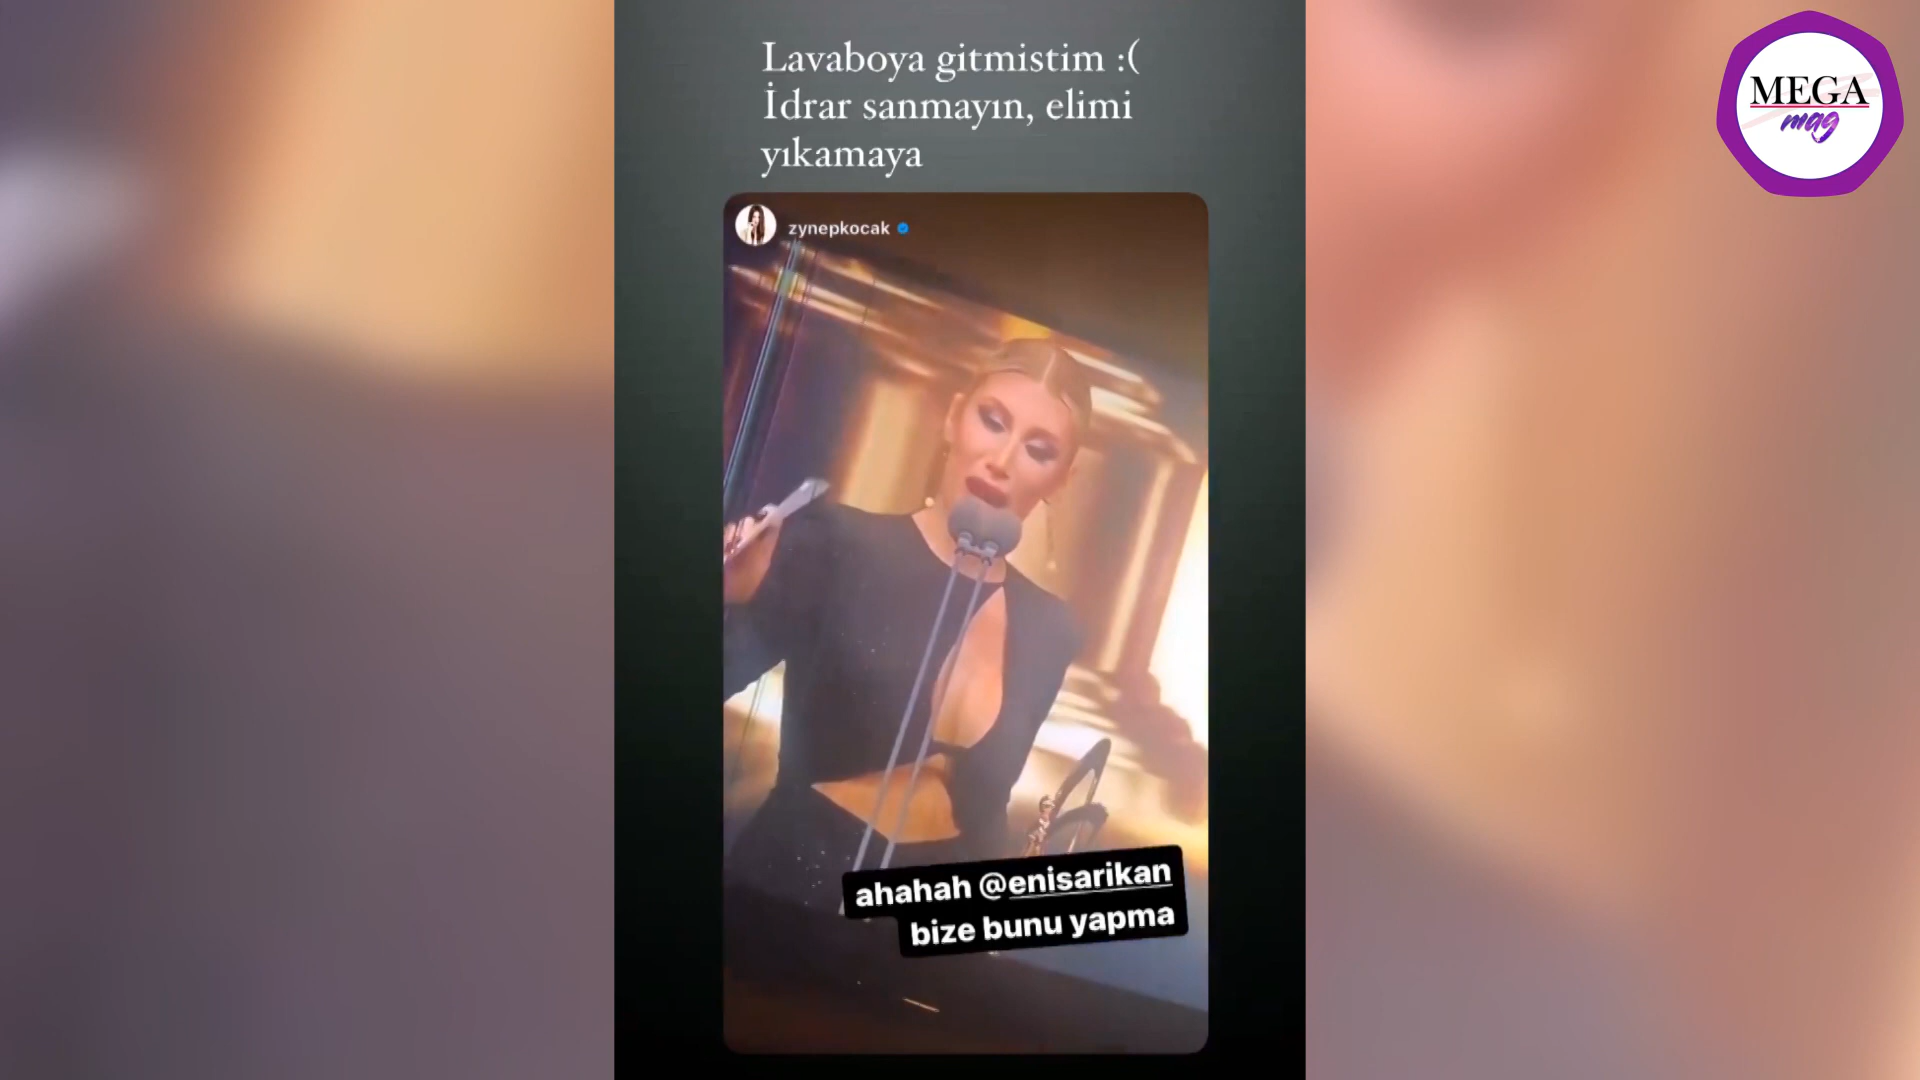 Lavaboya gitmistim :(
İdrar sanmayın, elimi
yıkamaya
zynepkocak
ahahah @enisarikan
bize bunu yapma
MEGA
mag